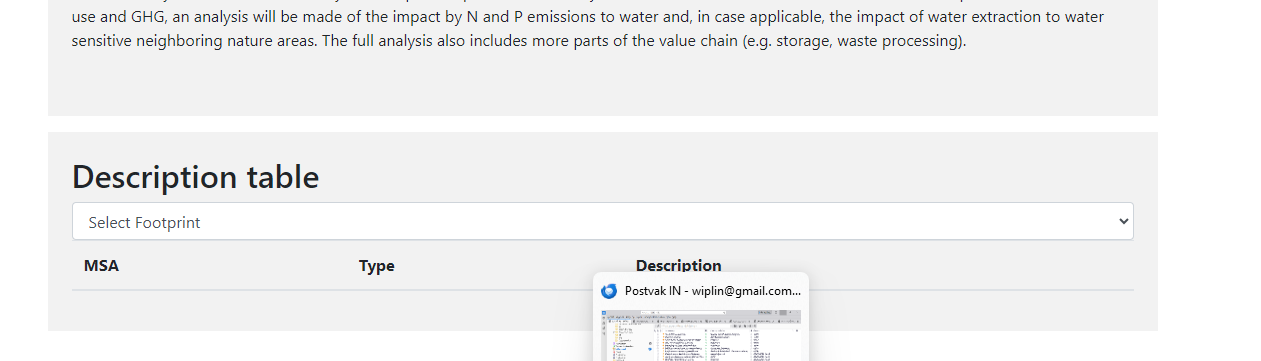 use and GHG, an analysis will be made of the impact by N and P emissions to water and, in case applicable, the impact of water extraction to water
sensitive neighboring nature areas. The full analysis also includes more parts of the value chain (e.g. storage, waste processing).
Description table
Select Footprint
MSA Type Description
Postvak IN - wiplin@gmail.com...